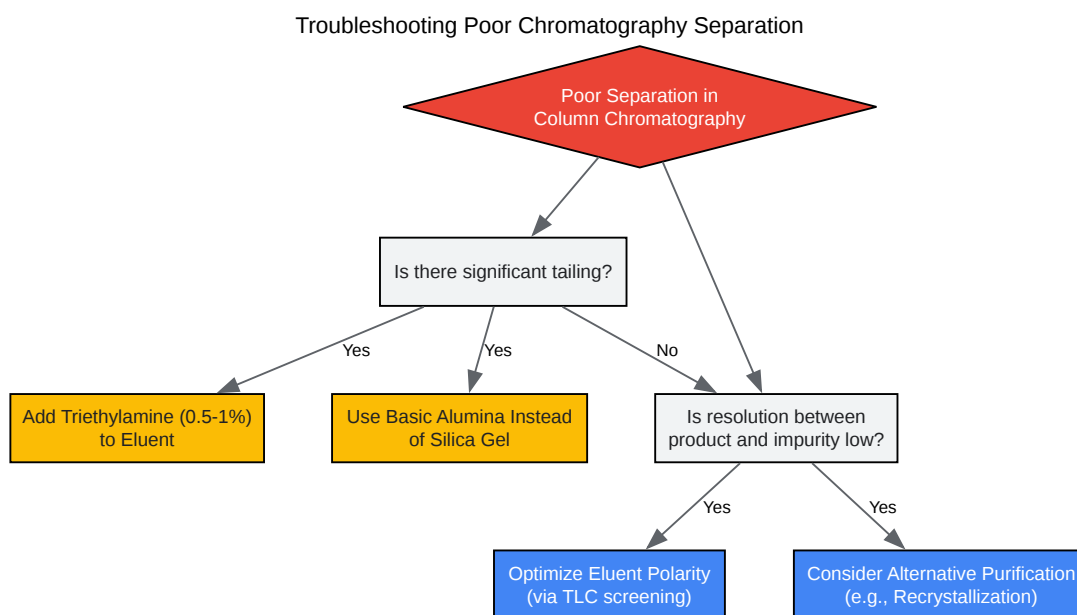 Troubleshooting Poor Chromatography Separation
Poor Separation in
Column Chromatography
Is there significant tailing?
Yes
Yes
No
Add Triethylamine (0.5-1%)
to Eluent
Use Basic Alumina Instead
of Silica Gel
Is resolution between
product and impurity low?
Yes
Yes
Optimize Eluent Polarity
(via TLC screening)
Consider Alternative Purification
(e.g., Recrystallization)